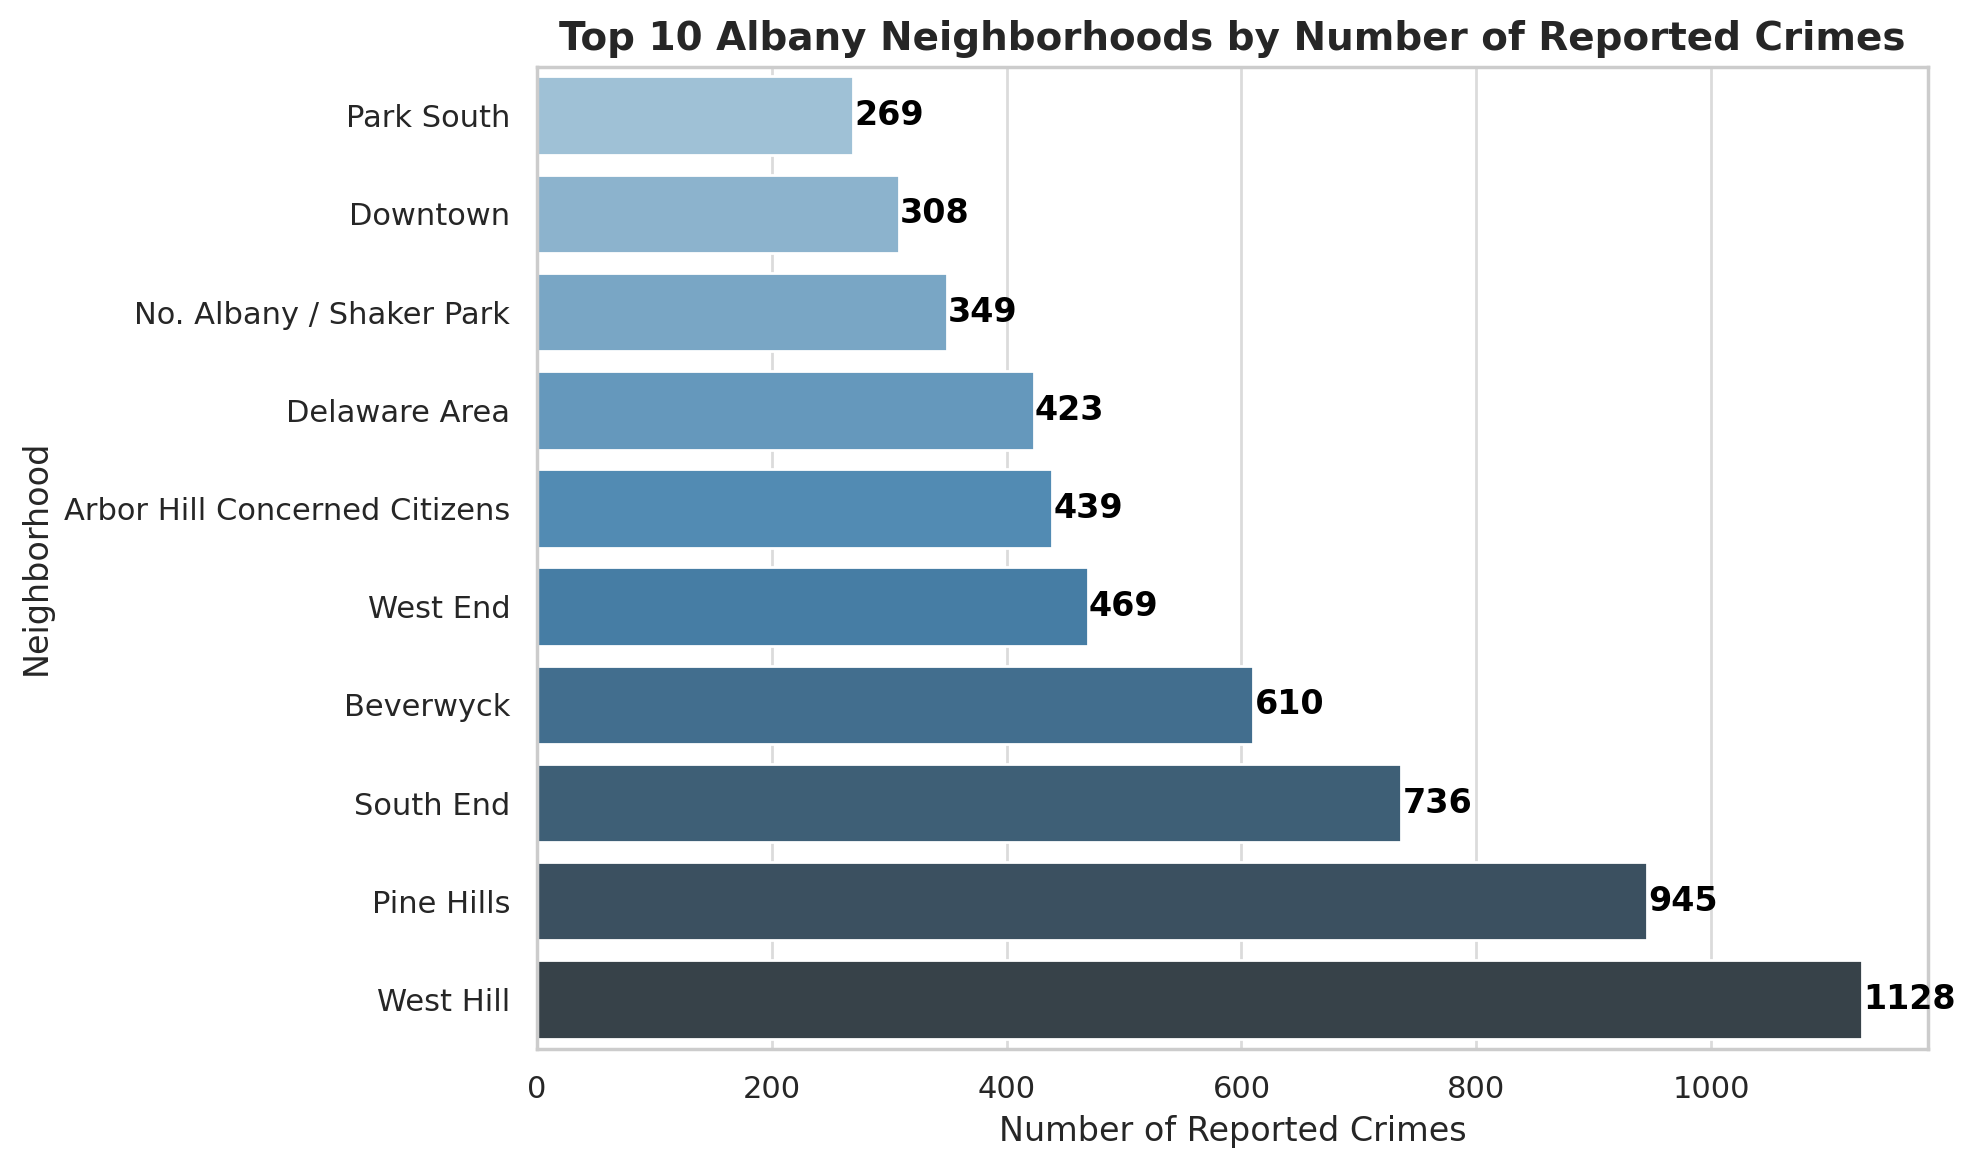 Top 10 Albany Neighborhoods by Number of Reported Crimes
Neighborhood
Park South 269
Downtown 308
No. Albany / Shaker Park 349
Delaware Area 423
Arbor Hill Concerned Citizens 439
West End 469
Beverwyck 610
South End 736
Pine Hills 945
West Hill 1128
0 200 400 600 800 1000
Number of Reported Crimes